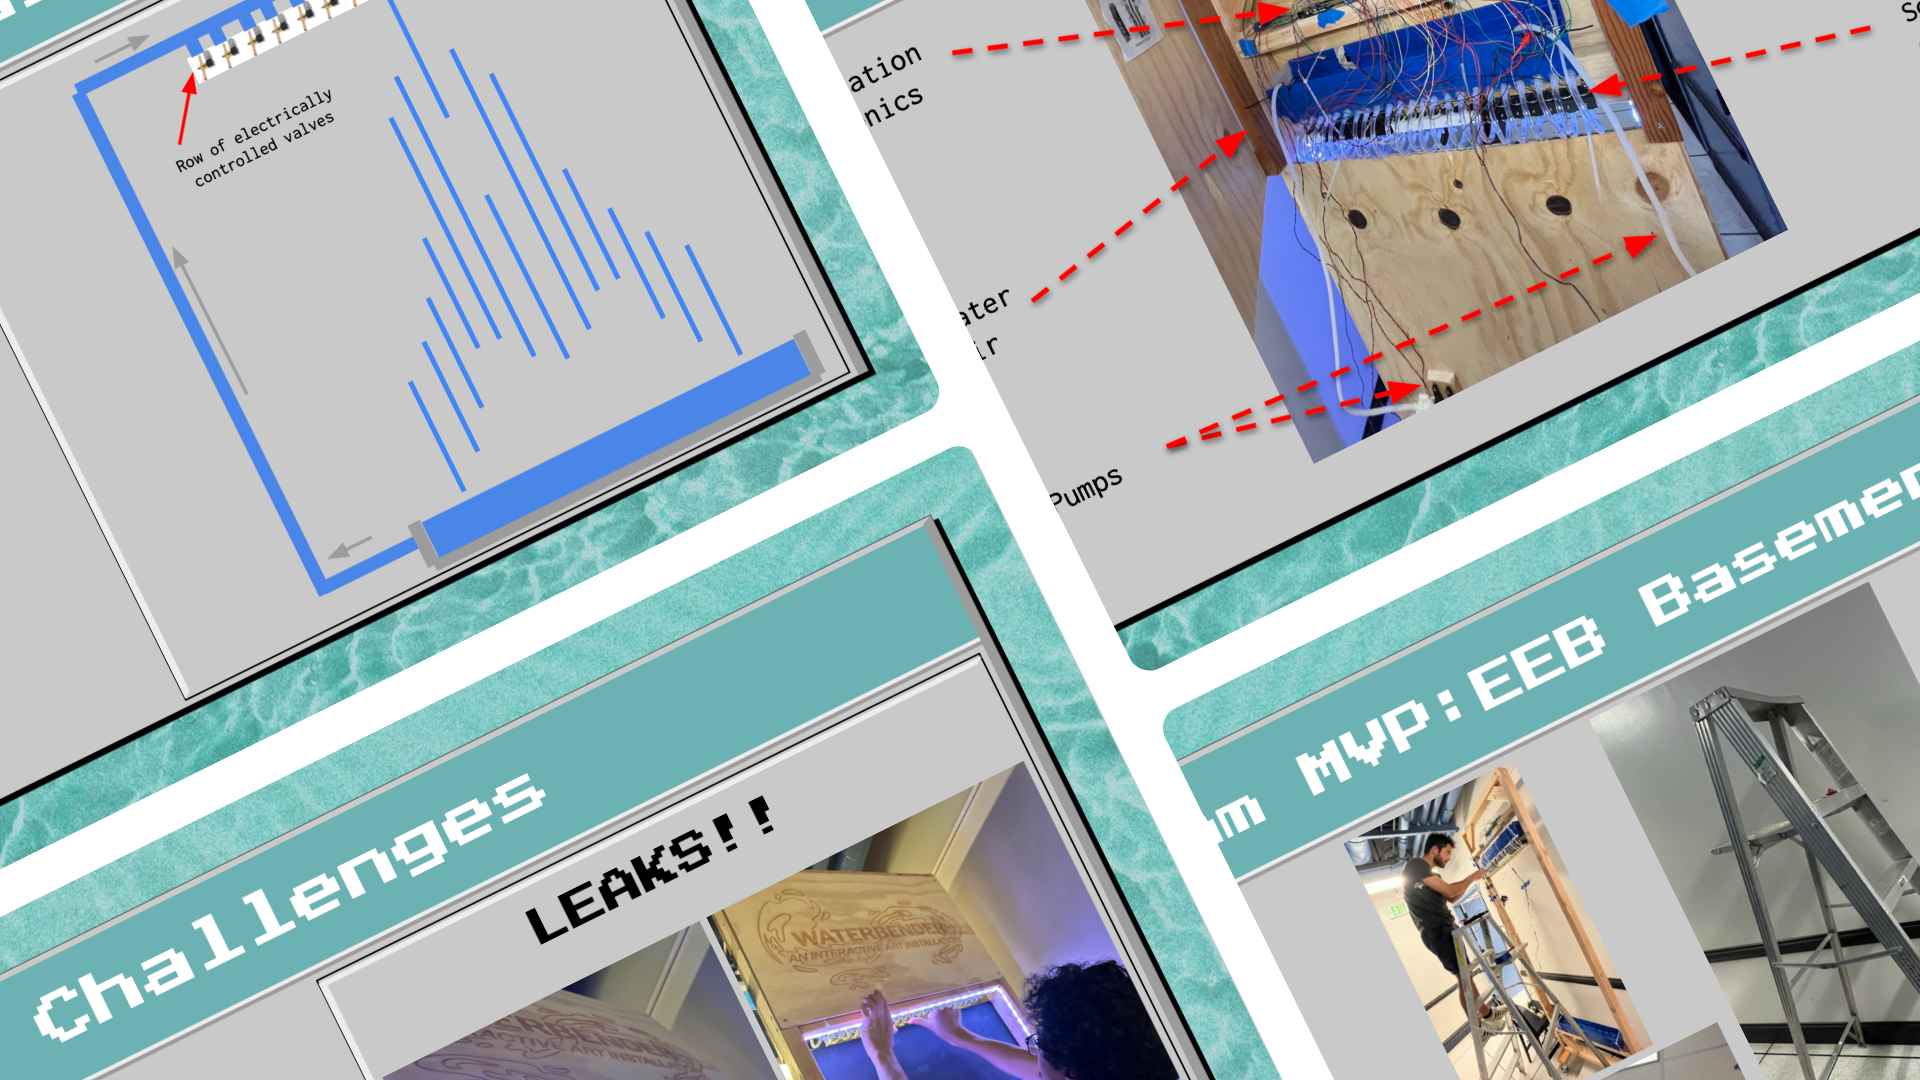 Row of electrically
controlled valves
ation
nics
ater
ir
Pumps
Challenges
LEAKS!!
WATERBENDER
AN INTERACTIVE ART INSTALLATION
MVP:EEB Basemen